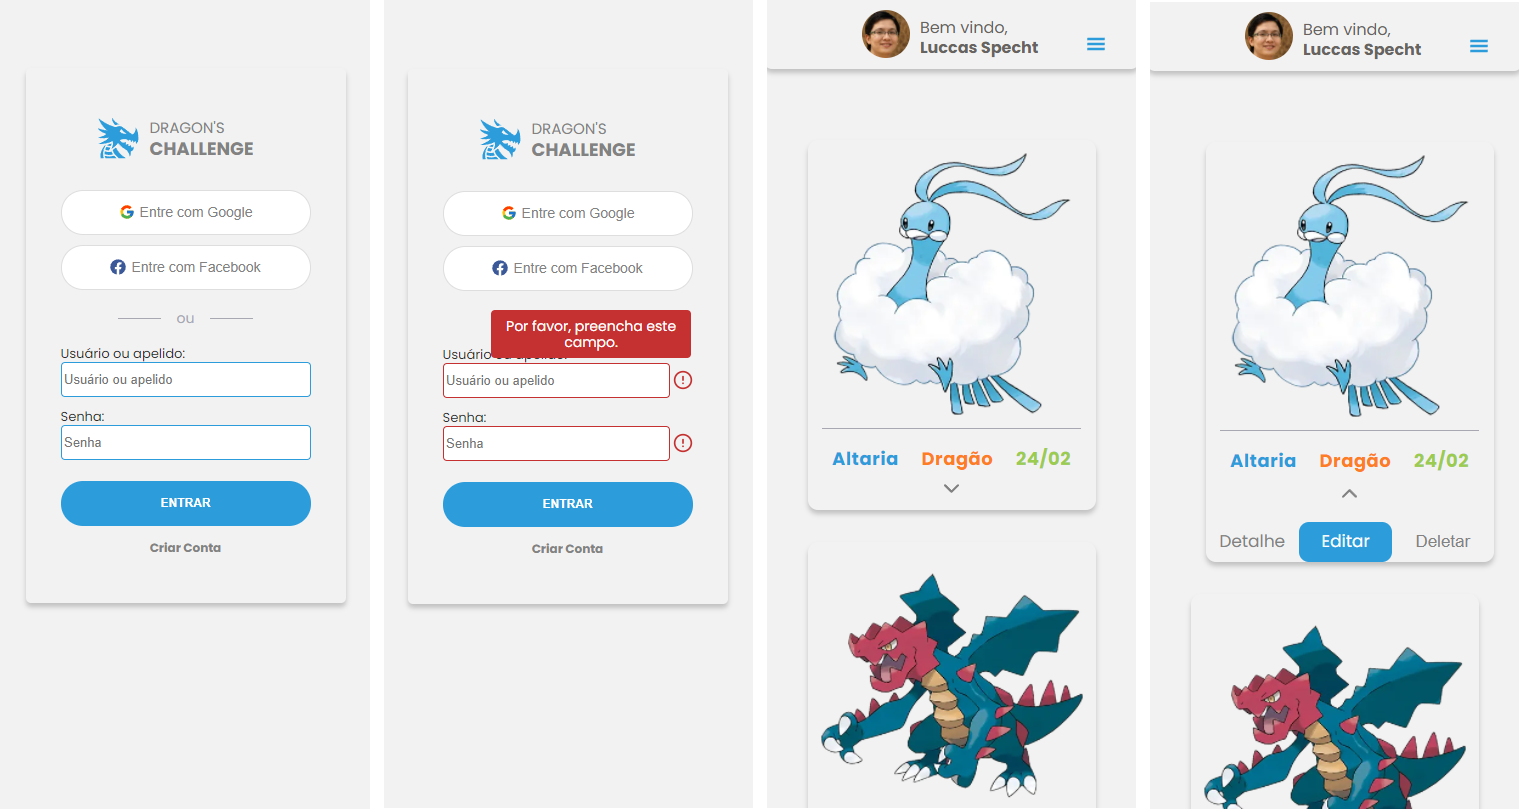 DRAGON'S
CHALLENGE
Entre com Google
Entre com Facebook
ou
Usuário ou apelido:
Usuário ou apelido
Senha:
Senha
ENTRAR
Criar Conta
DRAGON'S
CHALLENGE
Entre com Google
Entre com Facebook
Por favor, preencha este
campo.
Usuário ou apelido:
Usuário ou apelido
Senha:
Senha
ENTRAR
Criar Conta
Bem vindo,
Luccas Specht
Altaria Dragão 24/02
Bem vindo,
Luccas Specht
Altaria Dragão 24/02
Detalhe Editar Deletar